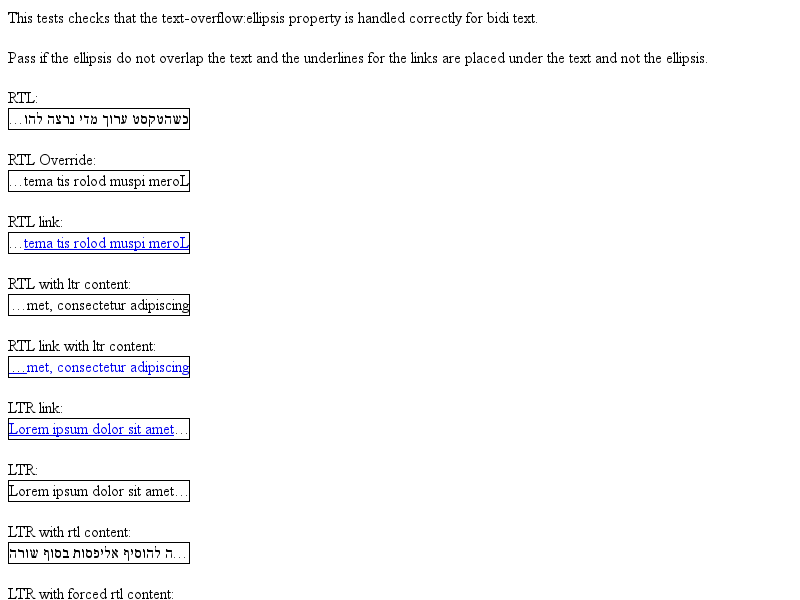 This tests checks that the text-overflow:ellipsis property is handled correctly for bidi text.
Pass if the ellipsis do not overlap the text and the underlines for the links are placed under the text and not the ellipsis.
RTL:
כשהטקסט ערוך מדי נרצה להו…
RTL Override:
…tema tis rolod muspi meroL
RTL link:
…tema tis rolod muspi meroL
RTL with ltr content:
…met, consectetur adipiscing
RTL link with ltr content:
…met, consectetur adipiscing
LTR link:
Lorem ipsum dolor sit amet…
LTR:
Lorem ipsum dolor sit amet…
LTR with rtl content:
…ה להוסיף אליפסות בסוף שורה
LTR with forced rtl content: